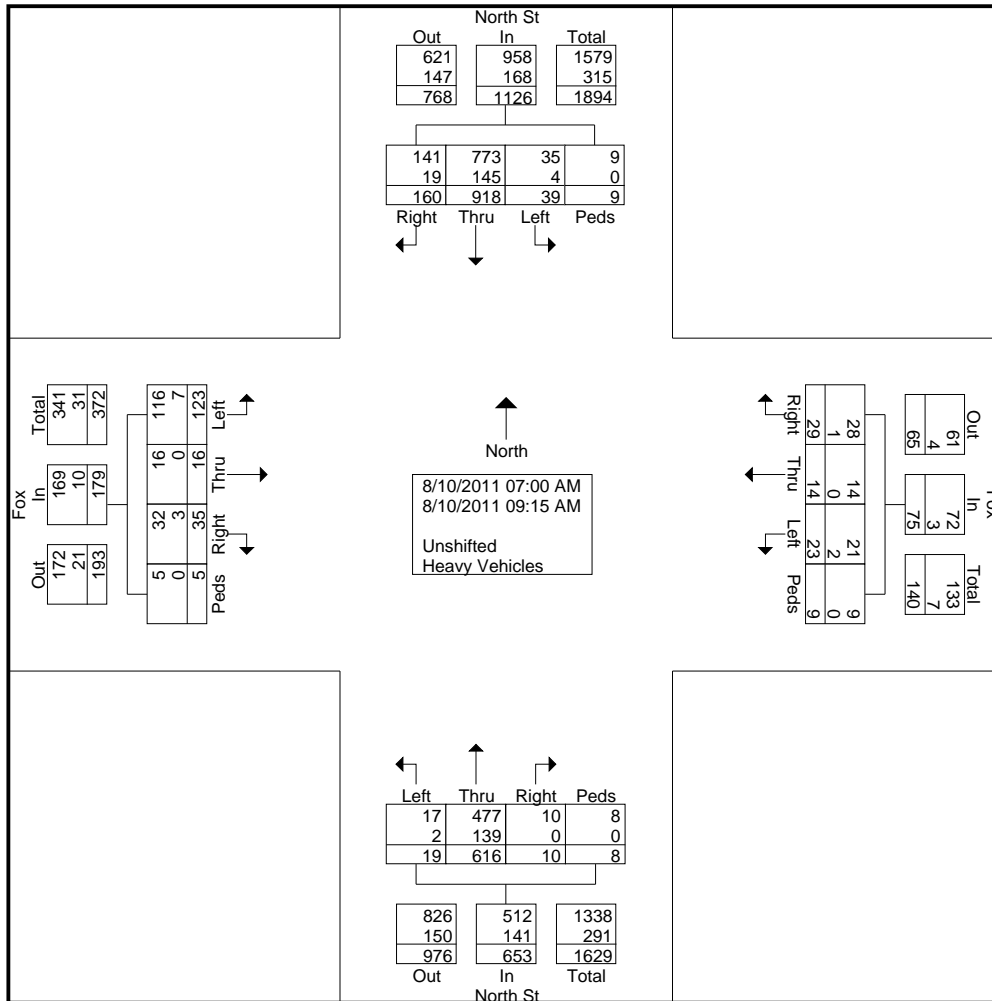 North St
Out In Total
621 958 1579
147 168 315
768 1126 1894
141 773 35 9
19 145 4 0
160 918 39 9
Right Thru Left Peds
Fox
Total In Out
341 169 172
31 10 21
372 179 193
116 16 32 5
7 0 3 0
123 16 35 5
Left Thru Right Peds
North
8/10/2011 07:00 AM
8/10/2011 09:15 AM
Unshifted
Heavy Vehicles
Right Thru Left Peds
29 14 23 9
1 0 2 0
28 14 21 9
65 75 140
4 3 7
61 72 133
Out In Total
Fox
Left Thru Right Peds
17 477 10 8
2 139 0 0
19 616 10 8
826 512 1338
150 141 291
976 653 1629
Out In Total
North St